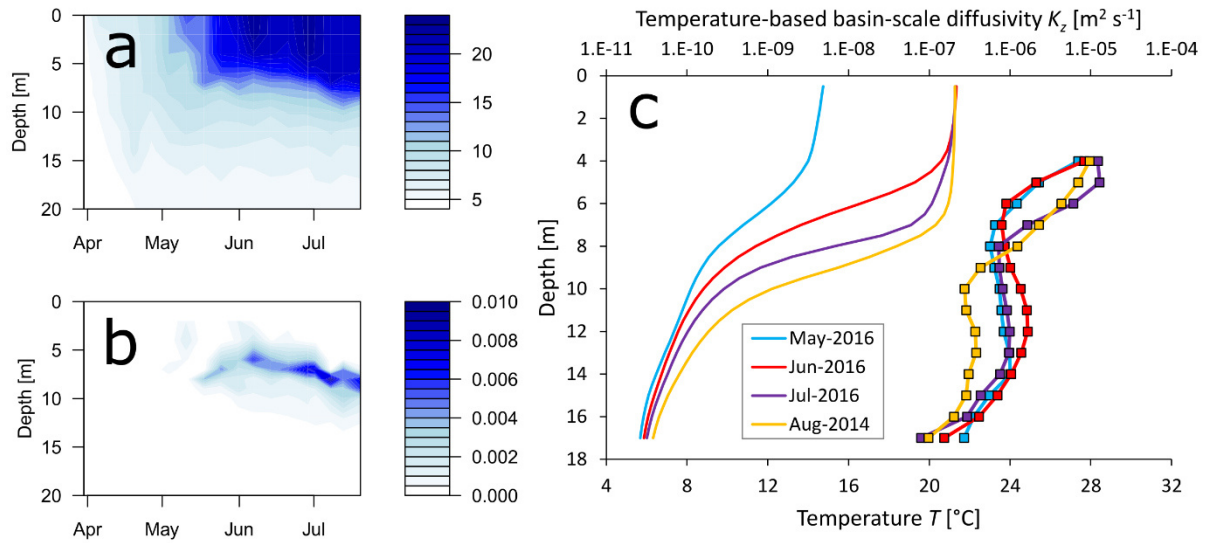 a
0
5
10
15
20
Depth [m]
Apr
May
Jun
Jul
20
15
10
5
b
0
5
10
15
20
Depth [m]
Apr
May
Jun
Jul
0.010
0.008
0.006
0.004
0.002
0.000
Temperature-based basin-scale diffusivity Kz [m² s⁻¹]
1.E-11 1.E-10 1.E-09 1.E-08 1.E-07 1.E-06 1.E-05 1.E-04
c
0
2
4
6
8
10
12
14
16
18
Depth [m]
May-2016
Jun-2016
Jul-2016
Aug-2014
4 8 12 16 20 24 28 32
Temperature T [°C]